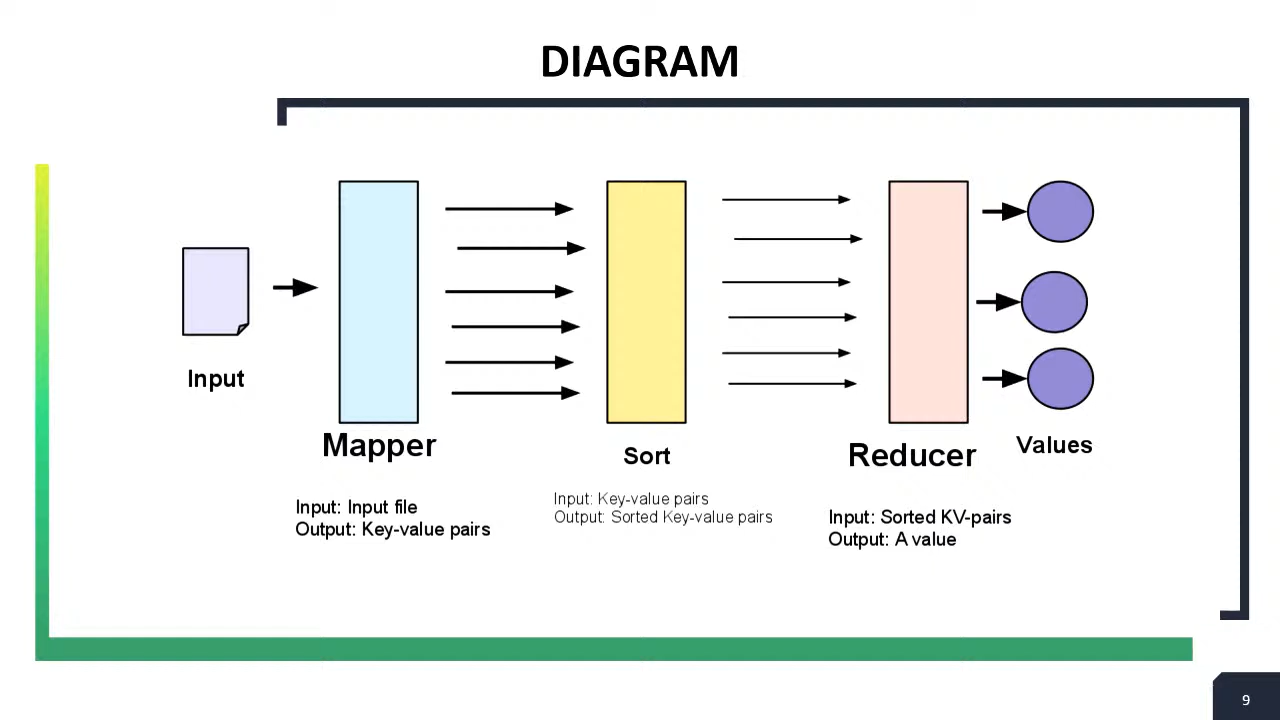 DIAGRAM
Input
Mapper
Sort
Reducer
Values
Input: Input file
Output: Key-value pairs
Input: Key-value pairs
Output: Sorted Key-value pairs
Input: Sorted KV-pairs
Output: A value
9